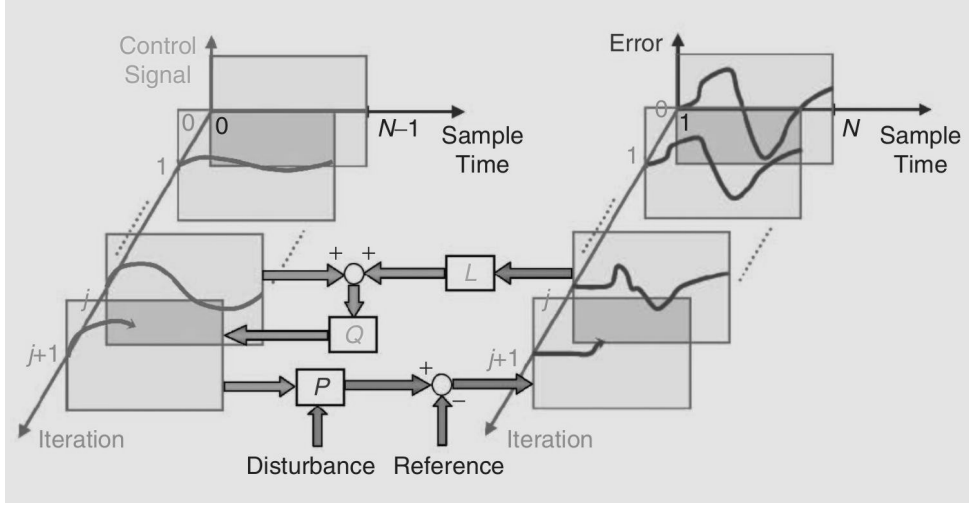 Control
Signal
0
0
N–1
Sample
Time
1
j
j+1
Iteration
Error
0
1
N
Sample
Time
1
j
j+1
Iteration
+ +
L
Q
P
+
–
Disturbance
Reference